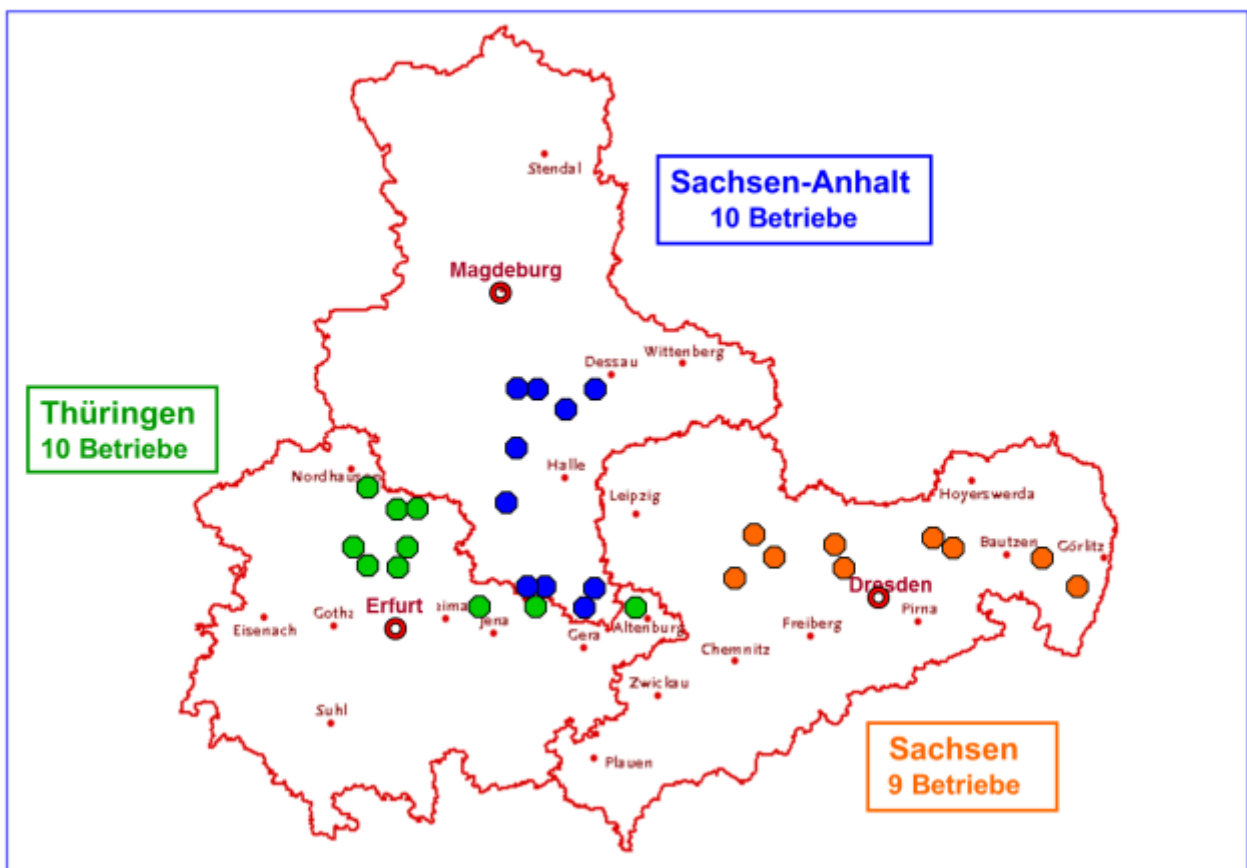 Stendal
Sachsen-Anhalt
10 Betriebe
Magdeburg
Wittenberg
Dessau
Thüringen
10 Betriebe
Nordhausen
Halle
Leipzig
Hoyerswerda
Bautzen
Görlitz
Dresden
Erfurt
Eisenach
Gotha
eima
Jena
Gera
Altenburg
Pirna
Freiberg
Chemnitz
Zwickau
Suhl
Plauen
Sachsen
9 Betriebe